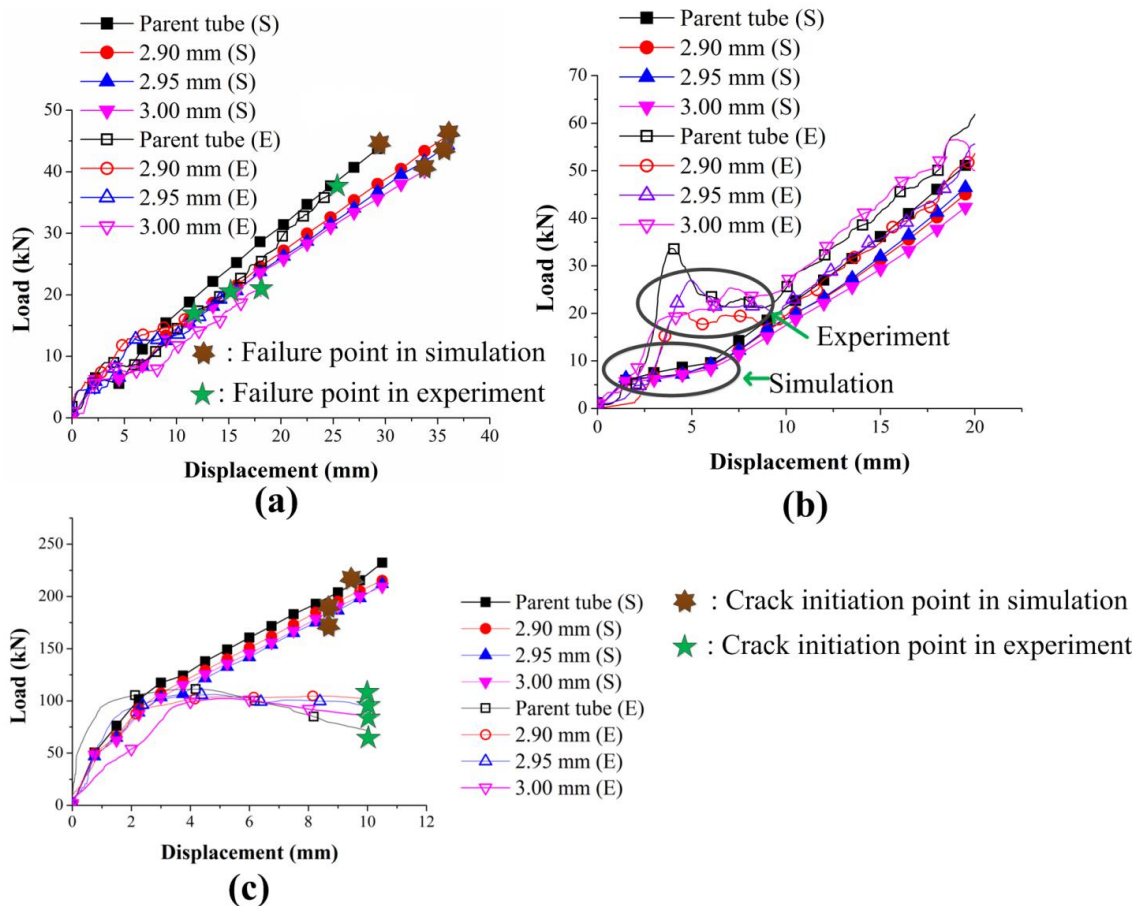 Parent tube (S)
2.90 mm (S)
2.95 mm (S)
3.00 mm (S)
Parent tube (E)
2.90 mm (E)
2.95 mm (E)
3.00 mm (E)
50
40
30
20
10
0
Load (kN)
: Failure point in simulation
: Failure point in experiment
0 5 10 15 20 25 30 35 40
Displacement (mm)
(a)
Parent tube (S)
2.90 mm (S)
2.95 mm (S)
3.00 mm (S)
Parent tube (E)
2.90 mm (E)
2.95 mm (E)
3.00 mm (E)
70
60
50
40
30
20
10
0
Load (kN)
Experiment
Simulation
0 5 10 15 20
Displacement (mm)
(b)
250
200
150
100
50
0
Load (kN)
0 2 4 6 8 10 12
Displacement (mm)
(c)
Parent tube (S)
2.90 mm (S)
2.95 mm (S)
3.00 mm (S)
Parent tube (E)
2.90 mm (E)
2.95 mm (E)
3.00 mm (E)
: Crack initiation point in simulation
: Crack initiation point in experiment